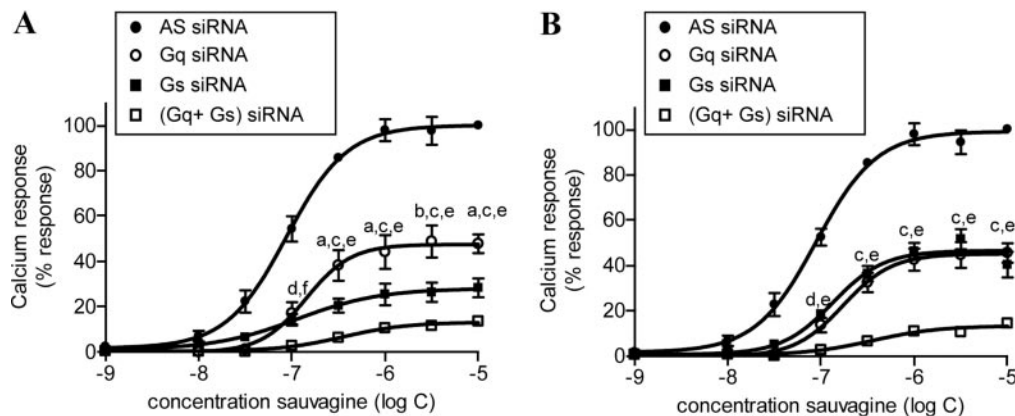 A
AS siRNA
Gq siRNA
Gs siRNA
(Gq+ Gs) siRNA
Calcium response
(% response)
100
80
60
40
20
0
a,c,e
a,c,e
b,c,e
a,c,e
d,f
-9 -8 -7 -6 -5
concentration sauvagine (log C)
B
AS siRNA
Gq siRNA
Gs siRNA
(Gq+ Gs) siRNA
Calcium response
(% response)
100
80
60
40
20
0
c,e
c,e
c,e
c,e
d,e
-9 -8 -7 -6 -5
concentration sauvagine (log C)